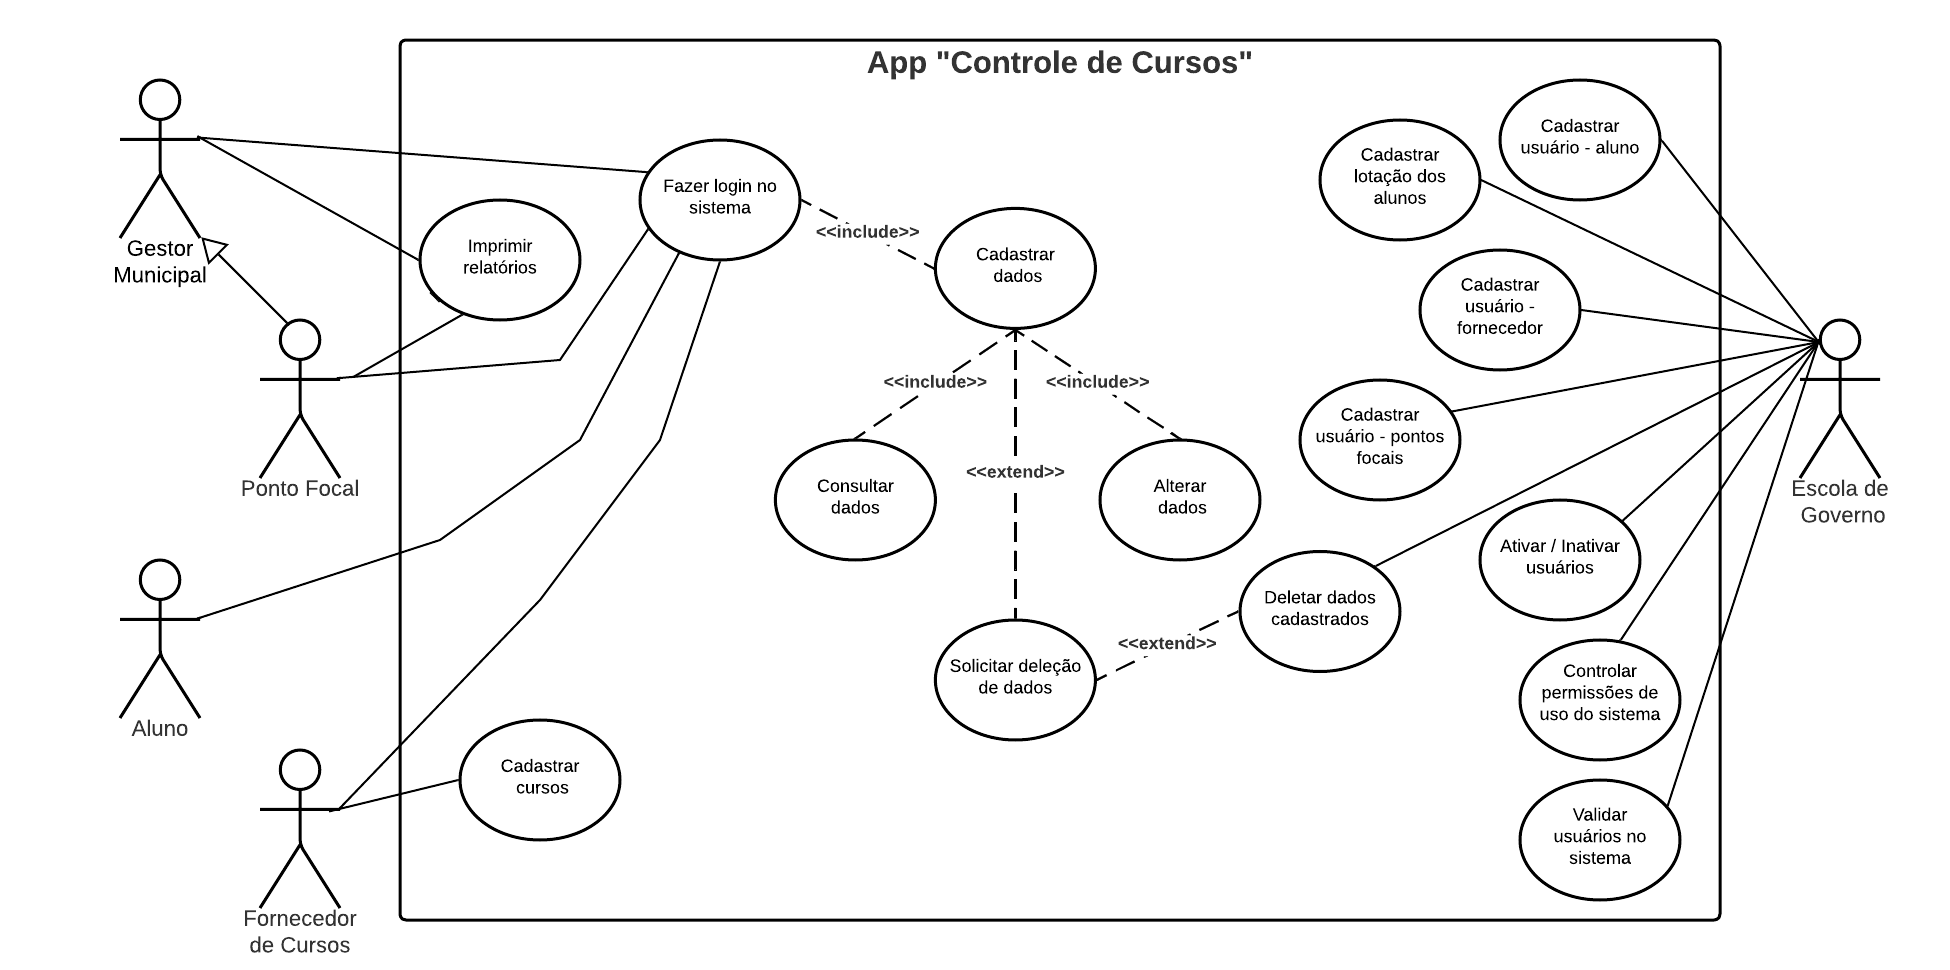 App "Controle de Cursos"
Gestor
Municipal
Ponto Focal
Aluno
Fornecedor
de Cursos
Imprimir
relatórios
Fazer login no
sistema
<<include>>
Cadastrar
dados
<<include>>
<<include>>
<<extend>>
Consultar
dados
Alterar
dados
Solicitar deleção
de dados
<<extend>>
Deletar dados
cadastrados
Cadastrar
cursos
Cadastrar
usuário - aluno
Cadastrar
lotação dos
alunos
Cadastrar
usuário -
fornecedor
Cadastrar
usuário - pontos
focais
Ativar / Inativar
usuários
Controlar
permissões de
uso do sistema
Validar
usuários no
sistema
Escola de
Governo